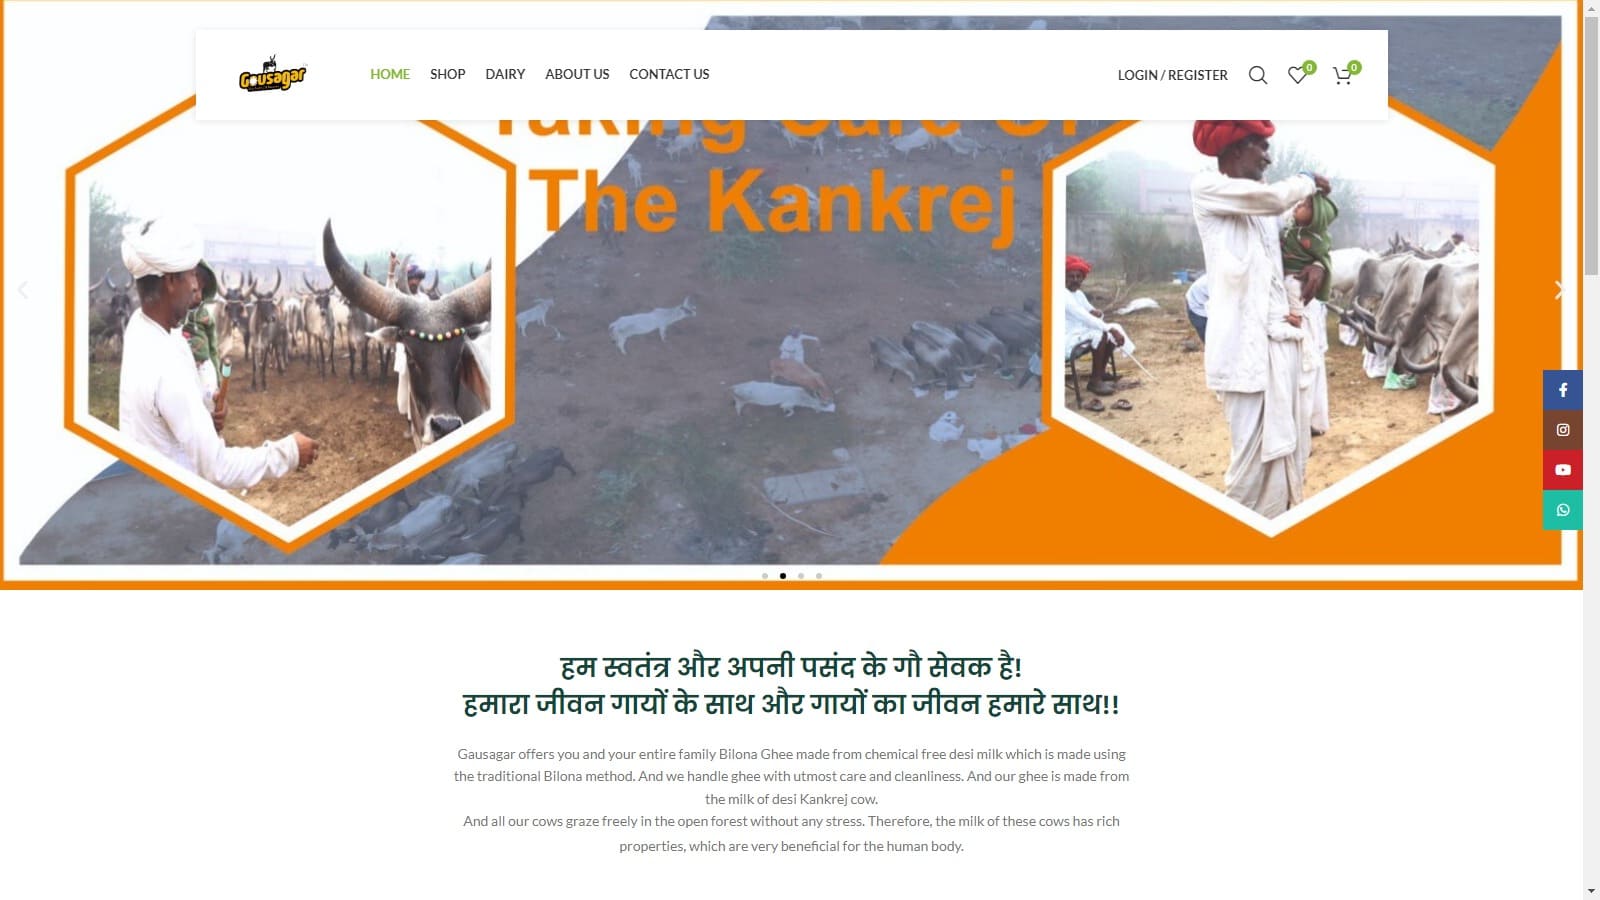 Gousagar
HOME SHOP DAIRY ABOUT US CONTACT US
LOGIN / REGISTER 0 0
Taking Care Of
The Kankrej
हम स्वतंत्र और अपनी पसंद के गौ सेवक है!
हमारा जीवन गायों के साथ और गायों का जीवन हमारे साथ!!
Gausagar offers you and your entire family Bilona Ghee made from chemical free desi milk which is made using
the traditional Bilona method. And we handle ghee with utmost care and cleanliness. And our ghee is made from
the milk of desi Kankrej cow.
And all our cows graze freely in the open forest without any stress. Therefore, the milk of these cows has rich
properties, which are very beneficial for the human body.